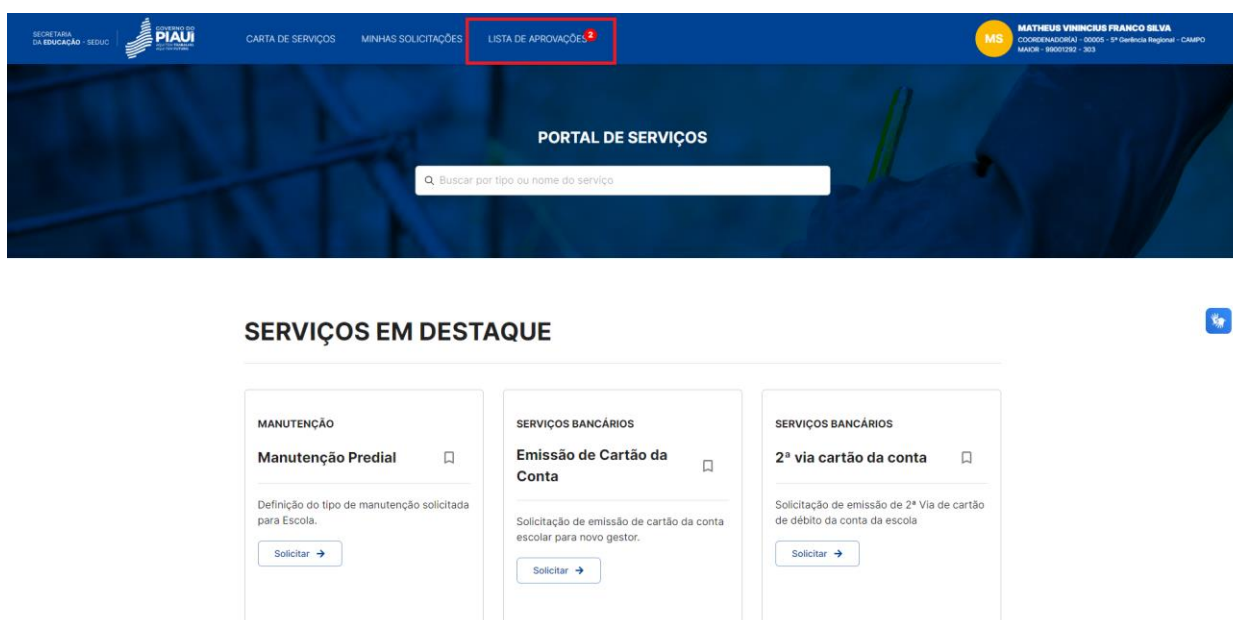 SECRETARIA
DA EDUCAÇÃO - SEDUC
GOVERNO DO
PIAUÍ
CARTA DE SERVIÇOS
MINHAS SOLICITAÇÕES
LISTA DE APROVAÇÕES 2
MS
MATHEUS VININCIUS FRANCO SILVA
COORDENADOR(A) - 00005 - 5ª Gerência Regional - CAMPO
MAIOR - 99001292 - 303
PORTAL DE SERVIÇOS
Buscar por tipo ou nome do serviço
SERVIÇOS EM DESTAQUE
MANUTENÇÃO
Manutenção Predial
Definição do tipo de manutenção solicitada
para Escola.
Solicitar →
SERVIÇOS BANCÁRIOS
Emissão de Cartão da
Conta
Solicitação de emissão de cartão da conta
escolar para novo gestor.
Solicitar →
SERVIÇOS BANCÁRIOS
2ª via cartão da conta
Solicitação de emissão de 2ª Via de cartão
de débito da conta da escola
Solicitar →